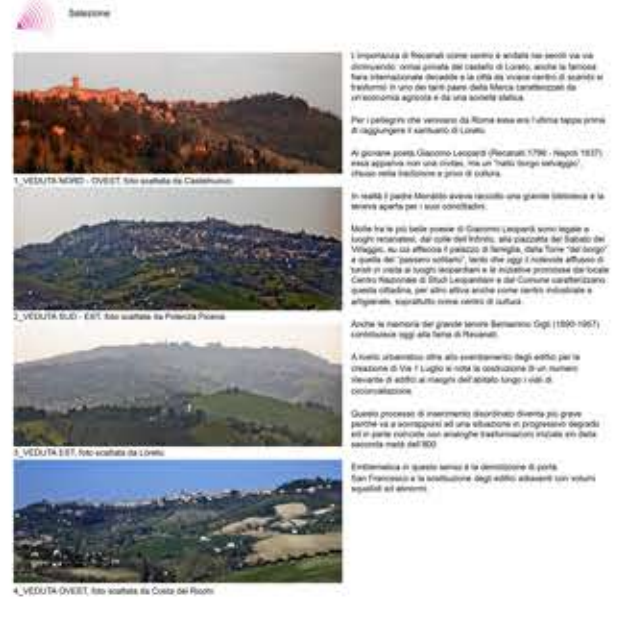 Selezione
1_VEDUTA NORD - OVEST, foto scattata da Castelnuovo
2_VEDUTA SUD - EST, foto scattata da Potenza Picena
3_VEDUTA EST, foto scattata da Loreto
4_VEDUTA OVEST, foto scattata da Costa dei Ricchi
L'importanza di Recanati come centro è andata nei secoli via via
diminuendo: ormai privata del castello di Loreto, anche la famosa
fiera internazionale decadde e la città da vivace centro di scambi si
trasformò in uno dei tanti paesi della Marca caratterizzati da
un'economia agricola e da una società statica.
Per i pellegrini che venivano da Roma essa era l'ultima tappa prima
di raggiungere il santuario di Loreto.
Al giovane poeta Giacomo Leopardi (Recanati 1798 - Napoli 1837)
essa appariva non una civitas, ma un "natio borgo selvaggio",
chiuso nella tradizione e privo di cultura.
In realtà il padre Monaldo aveva raccolto una grande biblioteca e la
teneva aperta per i suoi concittadini.
Molte fra le più belle poesie di Giacomo Leopardi sono legate a
luoghi recanatesi, dal colle dell'Infinito, alla piazzetta del Sabato del
Villaggio, su cui affaccia il palazzo di famiglia, dalla Torre "del borgo"
a quella del "passero solitario", tanto che oggi il notevole afflusso di
turisti in visita ai luoghi leopardiani e le iniziative promosse dal locale
Centro Nazionale di Studi Leopardiani e dal Comune caratterizzano
questa cittadina, per altro attiva anche come centro industriale e
artigianale, soprattutto come centro di cultura.
Anche la memoria del grande tenore Beniamino Gigli (1890-1957)
contribuisce oggi alla fama di Recanati.
A livello urbanistico oltre allo sventramento degli edifici per la
creazione di Via 1 Luglio si nota la costruzione di un numero
rilevante di edifici ai margini dell'abitato lungo i viali di
circonvallazione.
Questo processo di inserimento disordinato diventa più grave
perché va a sovrapporsi ad una situazione in progressivo degrado
ed in parte coincide con analoghe trasformazioni iniziate sin dalla
seconda metà dell'800.
Emblematica in questo senso è la demolizione di porta
San Francesco e la sostituzione degli edifici adiacenti con volumi
squallidi ed abnormi.